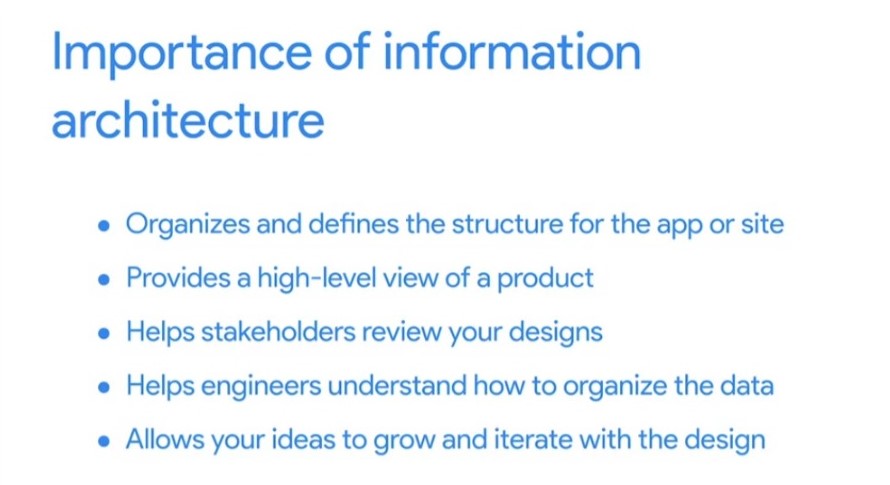 Importance of information
architecture
• Organizes and defines the structure for the app or site
• Provides a high-level view of a product
• Helps stakeholders review your designs
• Helps engineers understand how to organize the data
• Allows your ideas to grow and iterate with the design